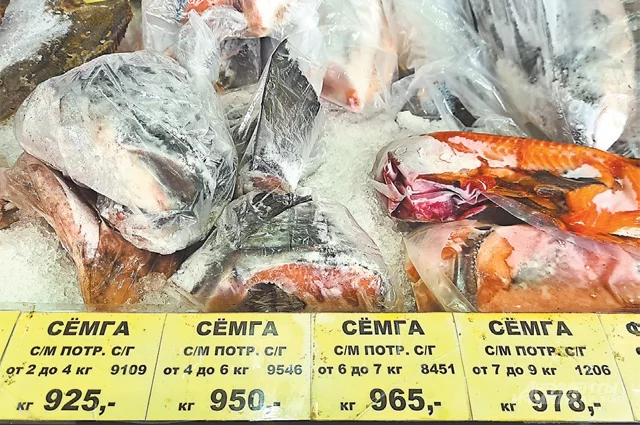 СЁМГА
С/М ПОТР. С/Г
от 2 до 4 кг 9109
кг 925,-
СЁМГА
С/М ПОТР. С/Г
от 4 до 6 кг 9546
кг 950,-
СЁМГА
С/М ПОТР. С/Г
от 6 до 7 кг 8451
кг 965,-
СЁМГА
С/М ПОТР. С/Г
от 7 до 9 кг 1206
кг 978,-